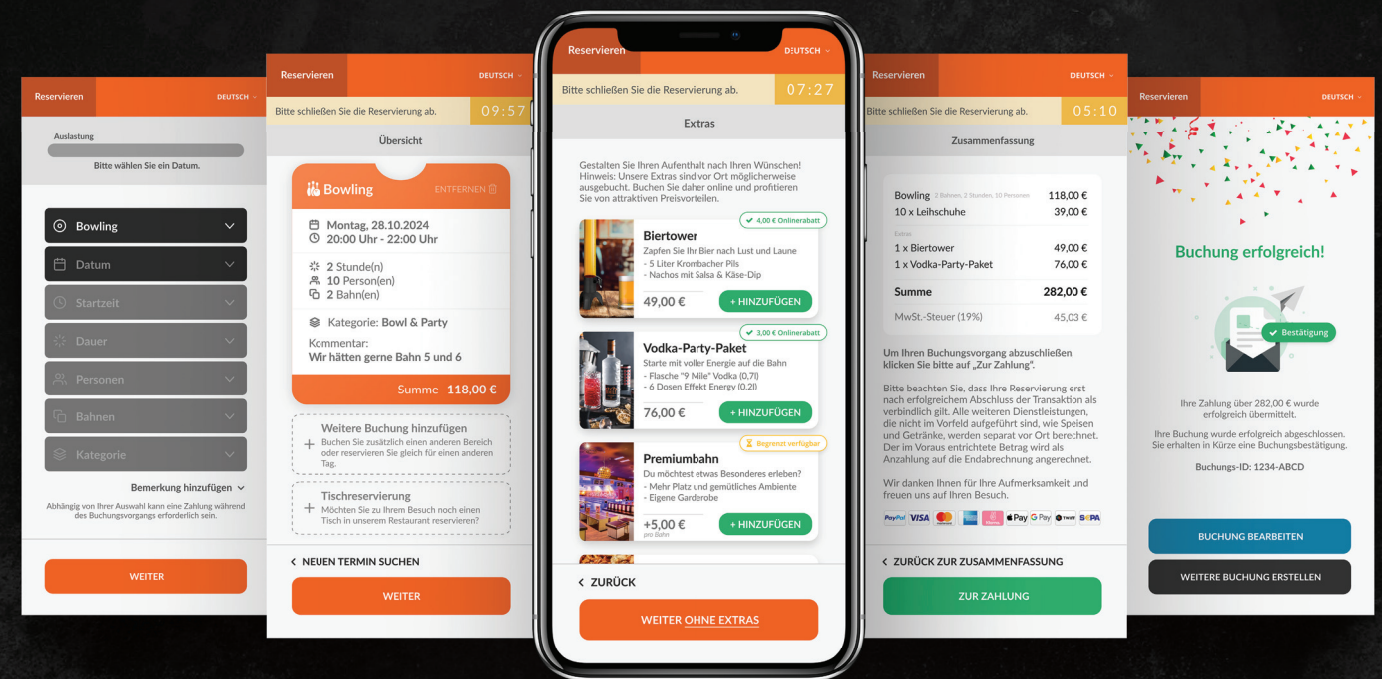 Reservieren
DEUTSCH
Auslastung
Bitte wählen Sie ein Datum.
Bowling
Datum
Startzeit
Dauer
Personen
Bahnen
Kategorie
Bemerkung hinzufügen
Abhängig von Ihrer Auswahl kann eine Zahlung während
des Buchungsvorgangs erforderlich sein.
WEITER
Reservieren
DEUTSCH
Bitte schließen Sie die Reservierung ab.
09:57
Übersicht
Bowling
ENTFERNEN
Montag, 28.10.2024
20:00 Uhr - 22:00 Uhr
2 Stunde(n)
10 Person(en)
2 Bahn(en)
Kategorie: Bowl & Party
Kommentar:
Wir hätten gerne Bahn 5 und 6
Summe 118,00 €
Weitere Buchung hinzufügen
Buchen Sie zusätzlich einen anderen Bereich
oder reservieren Sie gleich für einen anderen
Tag.
Tischreservierung
Möchten Sie zu Ihrem Besuch noch einen
Tisch in unserem Restaurant reservieren?
< NEUEN TERMIN SUCHEN
WEITER
Reservieren
DEUTSCH
Bitte schließen Sie die Reservierung ab.
07:27
Extras
Gestalten Sie Ihren Aufenthalt nach Ihren Wünschen!
Hinweis: Unsere Extras sind vor Ort möglicherweise
ausgebucht. Buchen Sie daher online und profitieren
Sie von attraktiven Preisvorteilen.
4,00 € Onlinerabatt
Biertower
Zapfen Sie Ihr Bier nach Lust und Laune
- 5 Liter Krombacher Pils
- Nachos mit Salsa & Käse-Dip
49,00 €
+ HINZUFÜGEN
3,00 € Onlinerabatt
Vodka-Party-Paket
Starte mit voller Energie auf die Bahn
- Flasche "9 Mile" Vodka (0,7l)
- 6 Dosen Effekt Energy (0.2l)
76,00 €
+ HINZUFÜGEN
Begrenzt verfügbar
Premiumbahn
Du möchtest etwas Besonderes erleben?
- Mehr Platz und gemütliches Ambiente
- Eigene Garderobe
+5,00 €
pro Bahn
+ HINZUFÜGEN
< ZURÜCK
WEITER OHNE EXTRAS
Reservieren
DEUTSCH
Bitte schließen Sie die Reservierung ab.
05:10
Zusammenfassung
Bowling 2 Bahnen, 2 Stunden, 10 Personen 118,00 €
10 x Leihschuhe 39,00 €
Extras
1 x Biertower 49,00 €
1 x Vodka-Party-Paket 76,00 €
Summe 282,00 €
MwSt.-Steuer (19%) 45,03 €
Um Ihren Buchungsvorgang abzuschließen
klicken Sie bitte auf „Zur Zahlung".
Bitte beachten Sie, dass Ihre Reservierung erst
nach erfolgreichem Abschluss der Transaktion als
verbindlich gilt. Alle weiteren Dienstleistungen,
die nicht im Vorfeld aufgeführt sind, wie Speisen
und Getränke, werden separat vor Ort berechnet.
Der im Voraus entrichtete Betrag wird als
Anzahlung auf die Endabrechnung angerechnet.
Wir danken Ihnen für Ihre Aufmerksamkeit und
freuen uns auf Ihren Besuch.
PayPal VISA Pay G Pay TWINT SEPA
< ZURÜCK ZUR ZUSAMMENFASSUNG
ZUR ZAHLUNG
Reservieren
DEUTSCH
Buchung erfolgreich!
Bestätigung
Ihre Zahlung über 282,00 € wurde
erfolgreich übermittelt.
Ihre Buchung wurde erfolgreich abgeschlossen.
Sie erhalten in Kürze eine Buchungsbestätigung.
Buchungs-ID: 1234-ABCD
BUCHUNG BEARBEITEN
WEITERE BUCHUNG ERSTELLEN